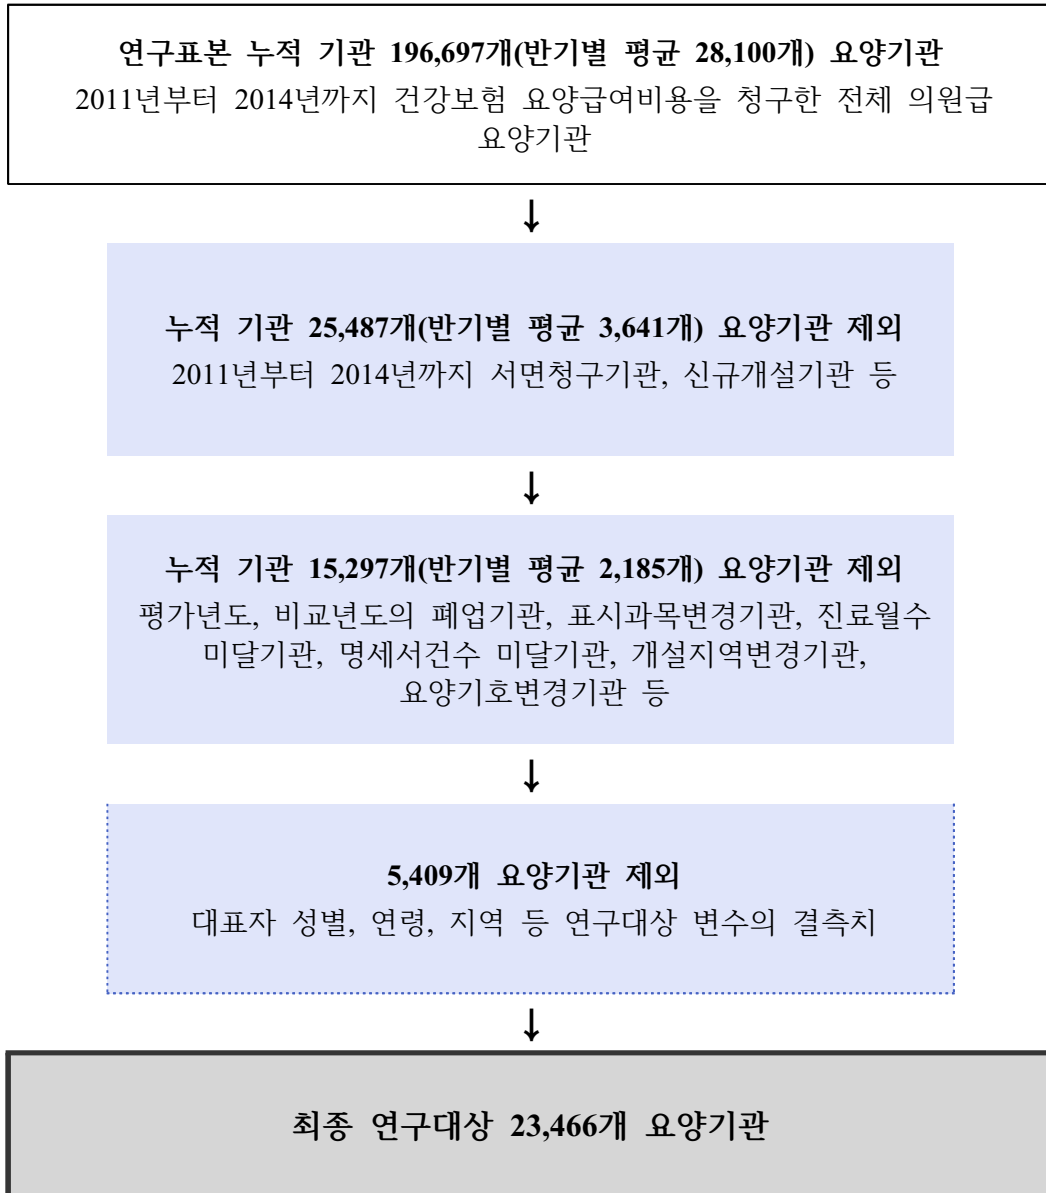 연구표본 누적 기관 196,697개(반기별 평균 28,100개) 요양기관
2011년부터 2014년까지 건강보험 요양급여비용을 청구한 전체 의원급
요양기관
↓
누적 기관 25,487개(반기별 평균 3,641개) 요양기관 제외
2011년부터 2014년까지 서면청구기관, 신규개설기관 등
↓
누적 기관 15,297개(반기별 평균 2,185개) 요양기관 제외
평가년도, 비교년도의 폐업기관, 표시과목변경기관, 진료월수
미달기관, 명세서건수 미달기관, 개설지역변경기관,
요양기호변경기관 등
↓
5,409개 요양기관 제외
대표자 성별, 연령, 지역 등 연구대상 변수의 결측치
↓
최종 연구대상 23,466개 요양기관